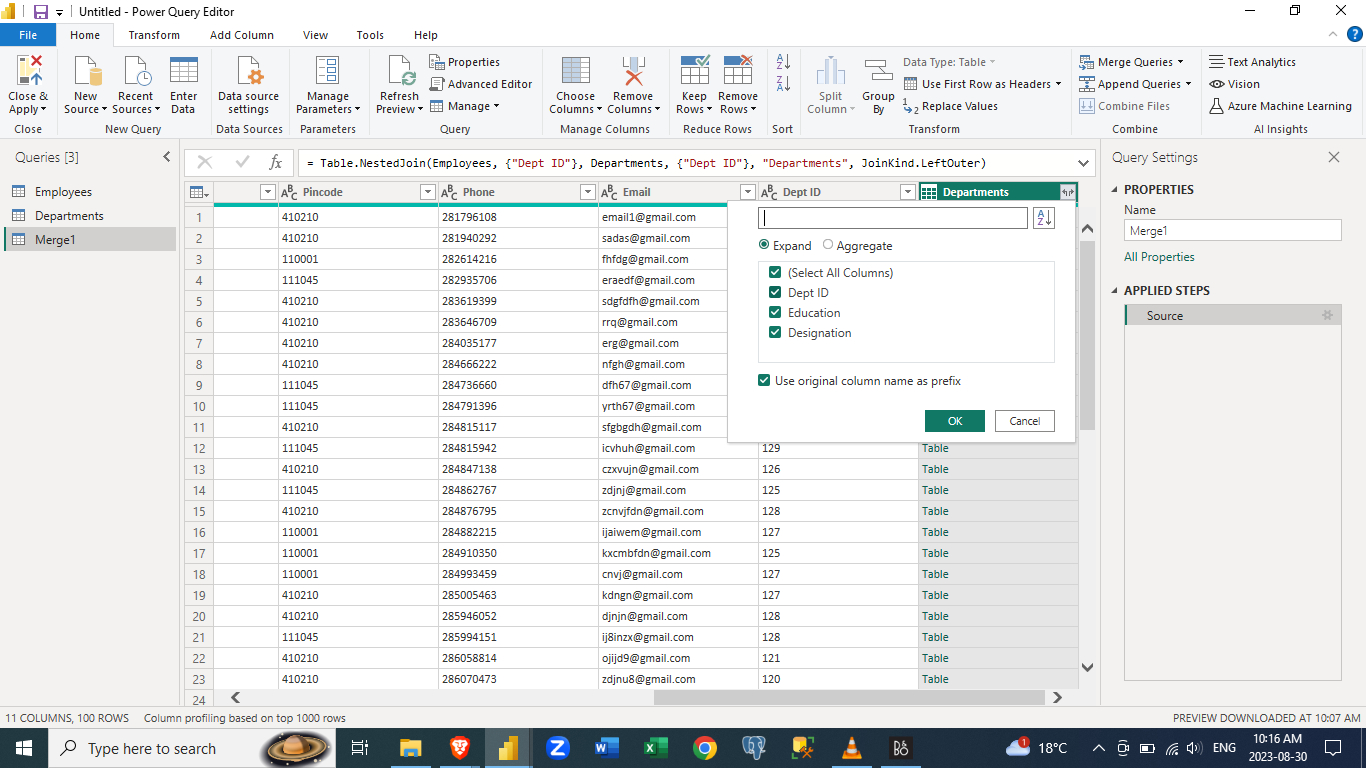 Untitled - Power Query Editor
File Home Transform Add Column View Tools Help
Close & Apply
New Source
Recent Sources
Enter Data
Data source settings
Manage Parameters
Refresh Preview
Properties
Advanced Editor
Manage
Choose Columns
Remove Columns
Keep Rows
Remove Rows
Split Column
Group By
Data Type: Table
Use First Row as Headers
Replace Values
Merge Queries
Append Queries
Combine Files
Text Analytics
Vision
Azure Machine Learning
Close New Query Data Sources Parameters Query Manage Columns Reduce Rows Sort Transform Combine AI Insights
Queries [3]
Employees
Departments
Merge1
fx = Table.NestedJoin(Employees, {"Dept ID"}, Departments, {"Dept ID"}, "Departments", JoinKind.LeftOuter)
ABC Pincode ABC Phone ABC Email ABC Dept ID Departments
1 410210 281796108 email1@gmail.com
2 410210 281940292 sadas@gmail.com
3 110001 282614216 fhfdg@gmail.com
4 111045 282935706 eraedf@gmail.com
5 410210 283619399 sdgfdfh@gmail.com
6 410210 283646709 rrq@gmail.com
7 410210 284035177 erg@gmail.com
8 410210 284666222 nfgh@gmail.com
9 111045 284736660 dfh67@gmail.com
10 111045 284791396 yrth67@gmail.com
11 410210 284815117 sfgbgdh@gmail.com
12 111045 284815942 icvhuh@gmail.com 129 Table
13 410210 284847138 czxvujn@gmail.com 126 Table
14 111045 284862767 zdjnj@gmail.com 125 Table
15 410210 284876795 zcnvjfdn@gmail.com 128 Table
16 110001 284882215 ijaiwem@gmail.com 127 Table
17 110001 284910350 kxcmbfdn@gmail.com 125 Table
18 110001 284993459 cnvj@gmail.com 127 Table
19 410210 285005463 kdngn@gmail.com 127 Table
20 410210 285946052 djnjn@gmail.com 128 Table
21 111045 285994151 ij8inzx@gmail.com 128 Table
22 410210 286058814 ojijd9@gmail.com 121 Table
23 410210 286070473 zdjnu8@gmail.com 120 Table
24
Expand Aggregate
(Select All Columns)
Dept ID
Education
Designation
Use original column name as prefix
OK Cancel
Query Settings
PROPERTIES
Name
Merge1
All Properties
APPLIED STEPS
Source
11 COLUMNS, 100 ROWS Column profiling based on top 1000 rows PREVIEW DOWNLOADED AT 10:07 AM
Type here to search
1 18°C ENG 10:16 AM
2023-08-30